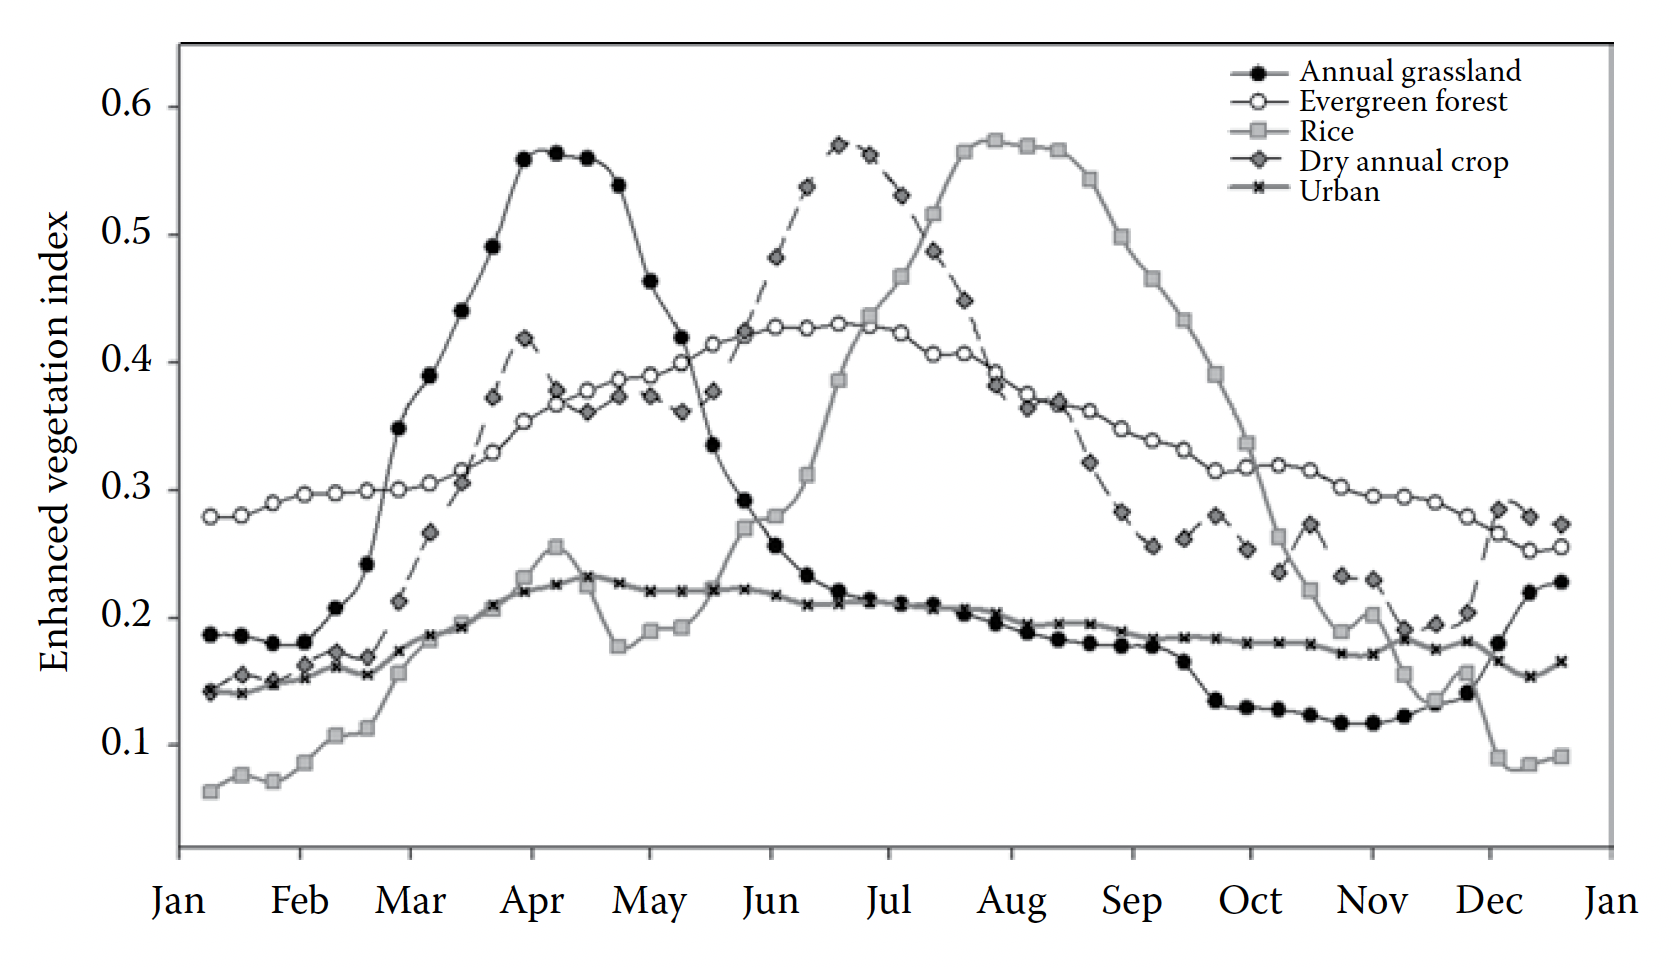 Annual grassland
Evergreen forest
Rice
Dry annual crop
Urban
Enhanced vegetation index
0.6
0.5
0.4
0.3
0.2
0.1
Jan Feb Mar Apr May Jun Jul Aug Sep Oct Nov Dec Jan